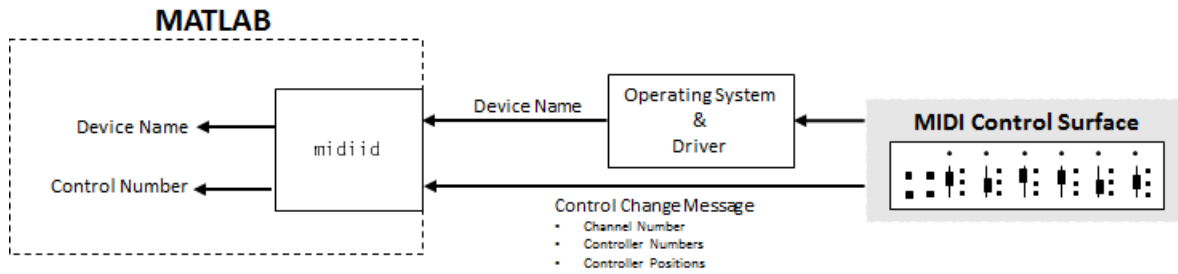 MATLAB
Device Name
Control Number
midiid
Device Name
Operating System
&
Driver
MIDI Control Surface
Control Change Message
• Channel Number
• Controller Numbers
• Controller Positions